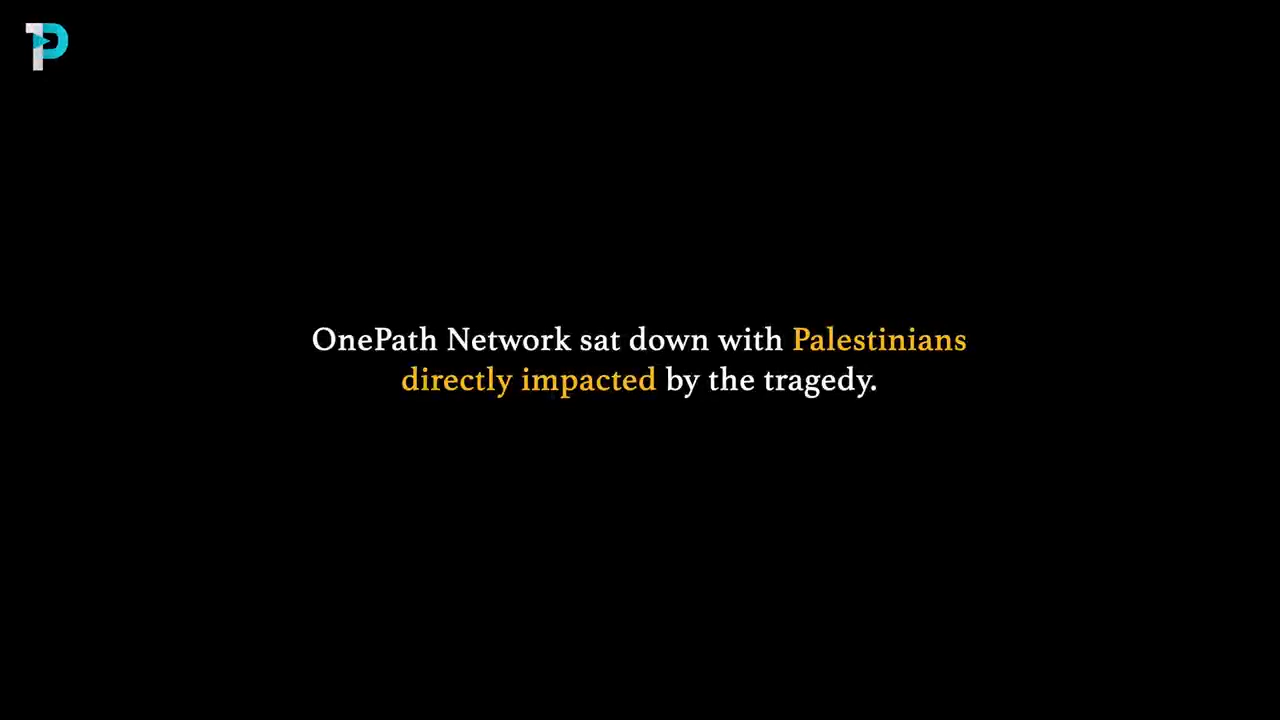 OnePath Network sat down with Palestinians
directly impacted by the tragedy.